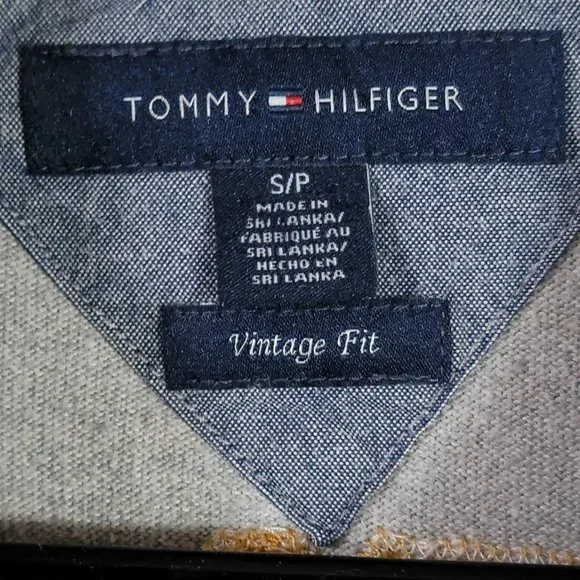 TOMMY HILFIGER
S/P
MADE IN
SRI LANKA/
FABRIQUÉ AU
SRI LANKA/
HECHO EN
SRI LANKA
Vintage Fit